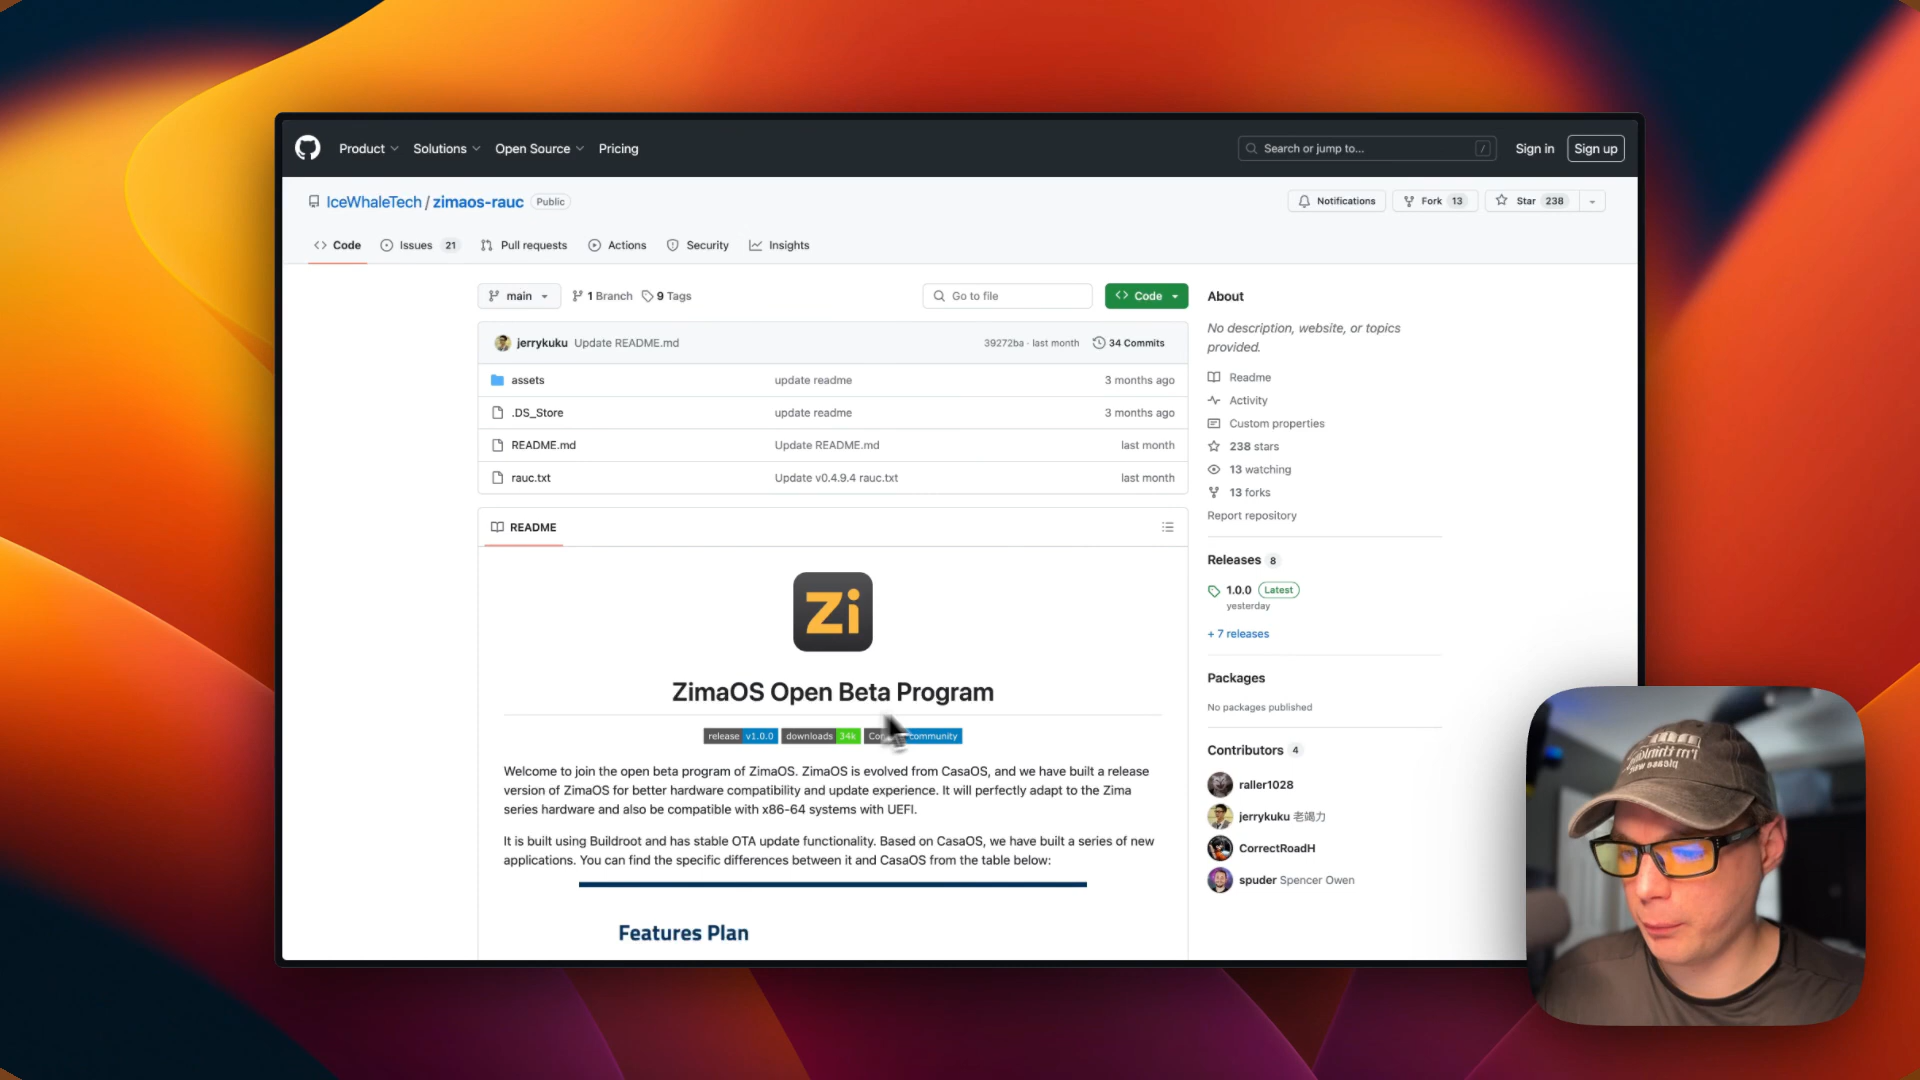 Product Solutions Open Source Pricing Search or jump to... / Sign in Sign up
IceWhaleTech / zimaos-rauc Public Notifications Fork 13 Star 238
Code Issues 21 Pull requests Actions Security Insights
main 1 Branch 9 Tags Go to file Code
jerrykuku Update README.md 39272ba · last month 34 Commits
assets update readme 3 months ago
.DS_Store update readme 3 months ago
README.md Update README.md last month
rauc.txt Update v0.4.9.4 rauc.txt last month
README
Zi
ZimaOS Open Beta Program
release v1.0.0 downloads 34k community
Welcome to join the open beta program of ZimaOS. ZimaOS is evolved from CasaOS, and we have built a release
version of ZimaOS for better hardware compatibility and update experience. It will perfectly adapt to the Zima
series hardware and also be compatible with x86-64 systems with UEFI.
It is built using Buildroot and has stable OTA update functionality. Based on CasaOS, we have built a series of new
applications. You can find the specific differences between it and CasaOS from the table below:
Features Plan
About
No description, website, or topics
provided.
Readme
Activity
Custom properties
238 stars
13 watching
13 forks
Report repository
Releases 8
1.0.0 Latest
yesterday
+ 7 releases
Packages
No packages published
Contributors 4
raller1028
jerrykuku 老竭力
CorrectRoadH
spuder Spencer Owen